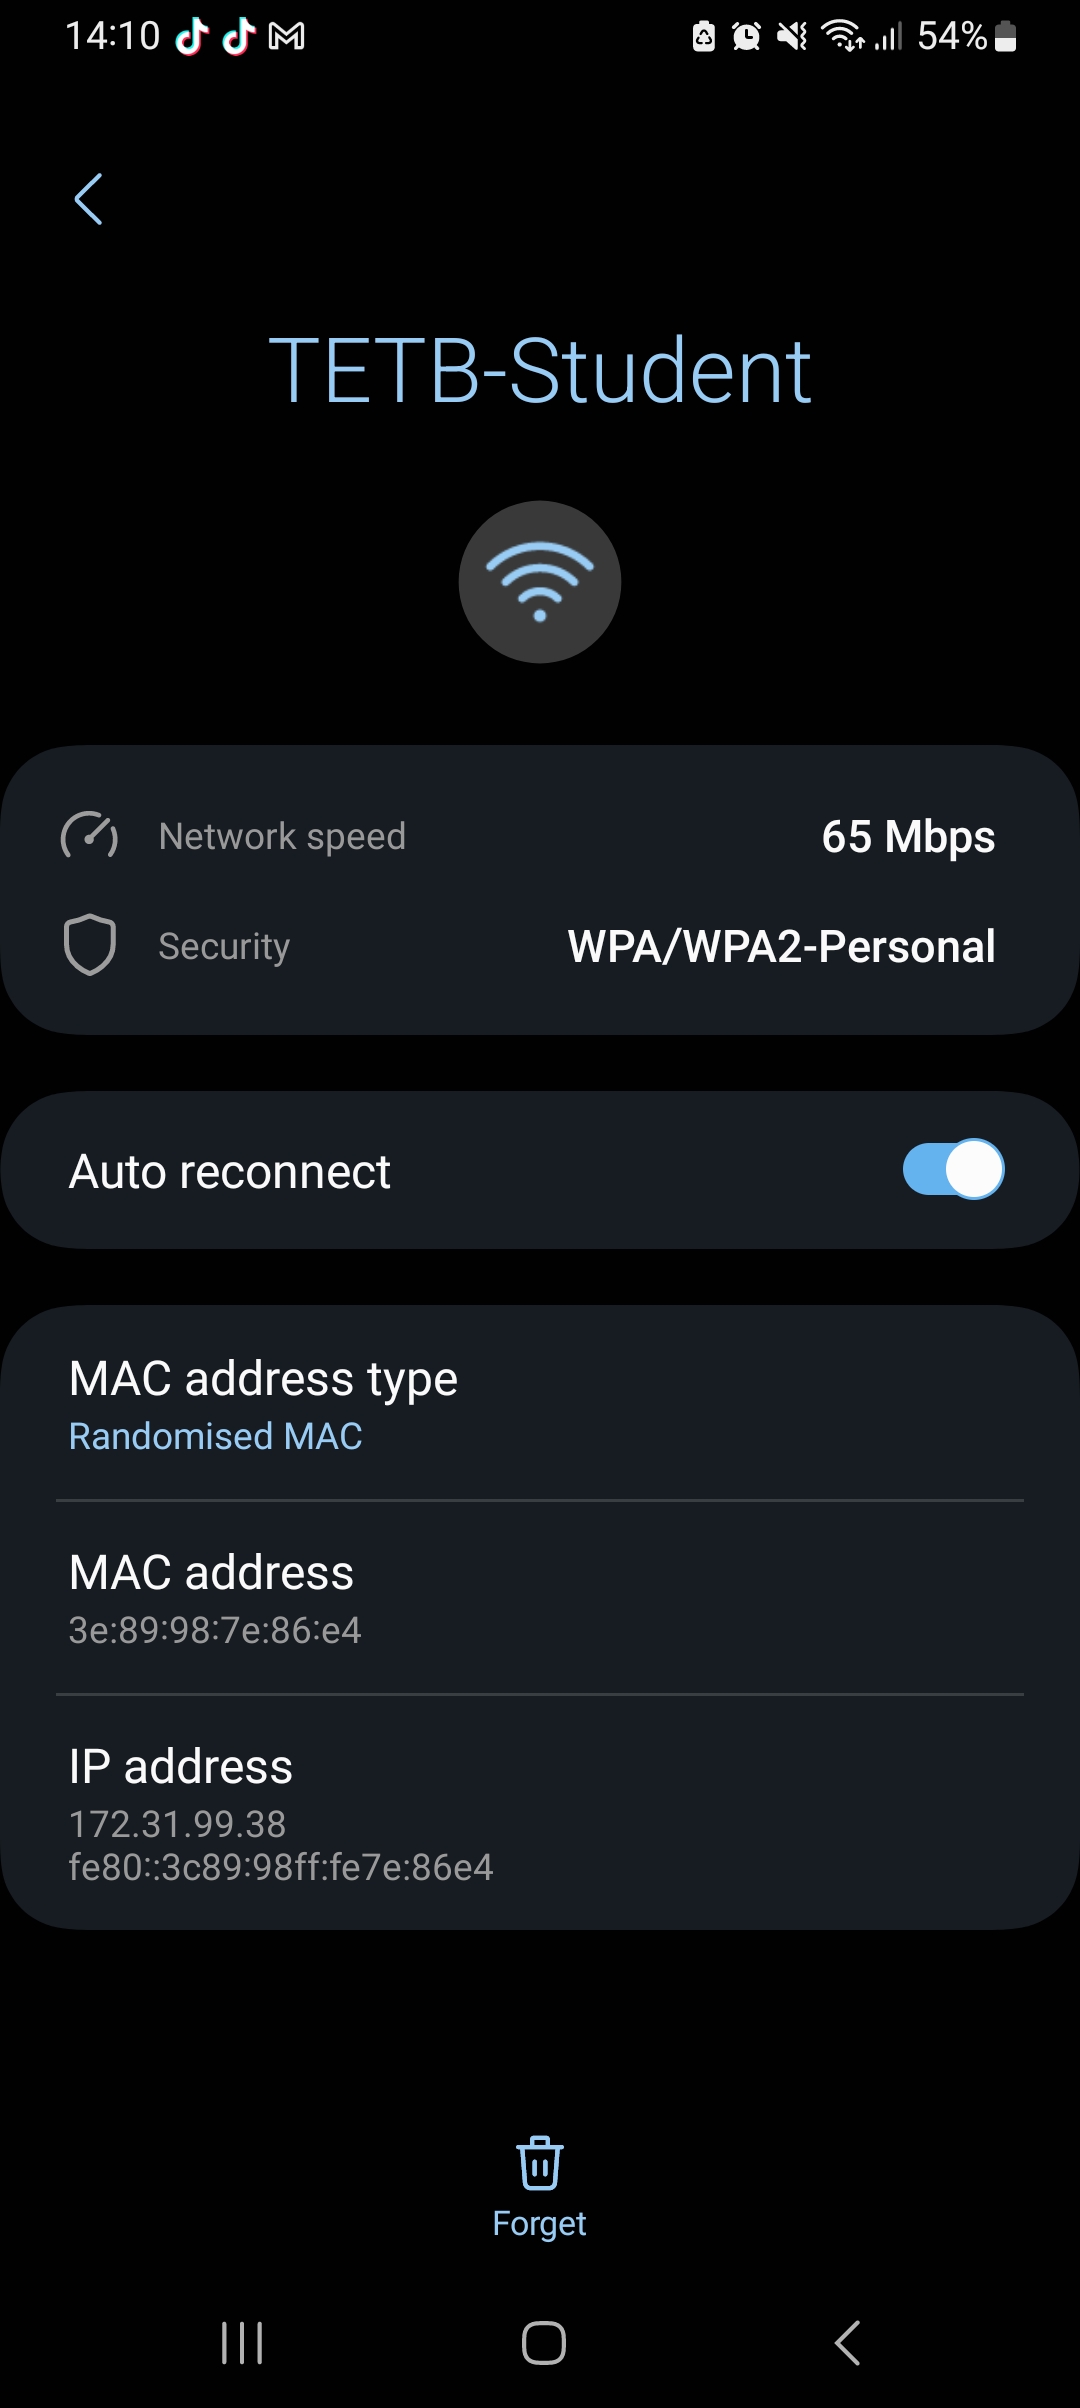 14:10 54%
TETB-Student
Network speed 65 Mbps
Security WPA/WPA2-Personal
Auto reconnect
MAC address type
Randomised MAC
MAC address
3e:89:98:7e:86:e4
IP address
172.31.99.38
fe80::3c89:98ff:fe7e:86e4
Forget